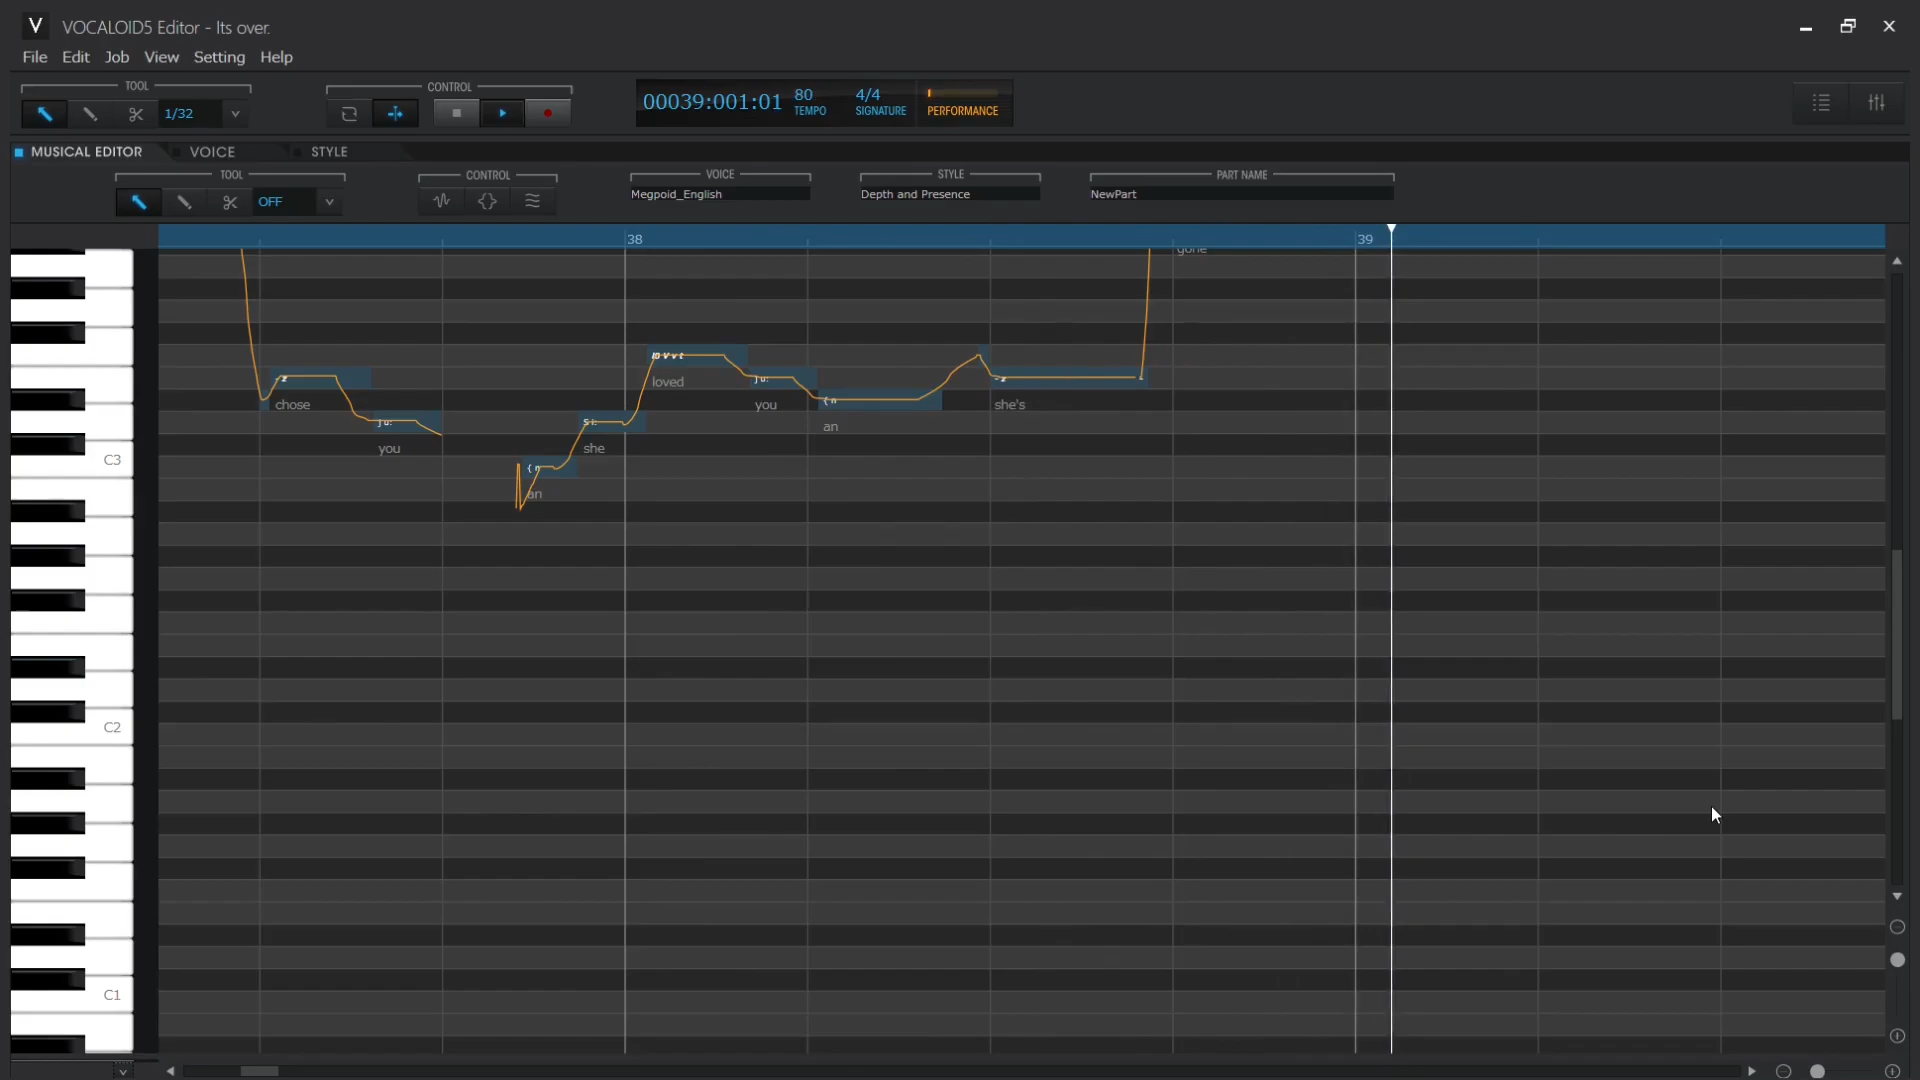 V VOCALOID5 Editor - Its over.
File Edit Job View Setting Help
TOOL CONTROL
1/32
00039:001:01 80 TEMPO 4/4 SIGNATURE PERFORMANCE
MUSICAL EDITOR VOICE STYLE
TOOL CONTROL VOICE STYLE PART NAME
OFF
Megpoid_English Depth and Presence NewPart
38 39
gone
l0 V v t
loved
- z
chose
j u:
you
{ n
an
- z
she's
j u:
you
S i:
she
C3
{ n
an
C2
C1